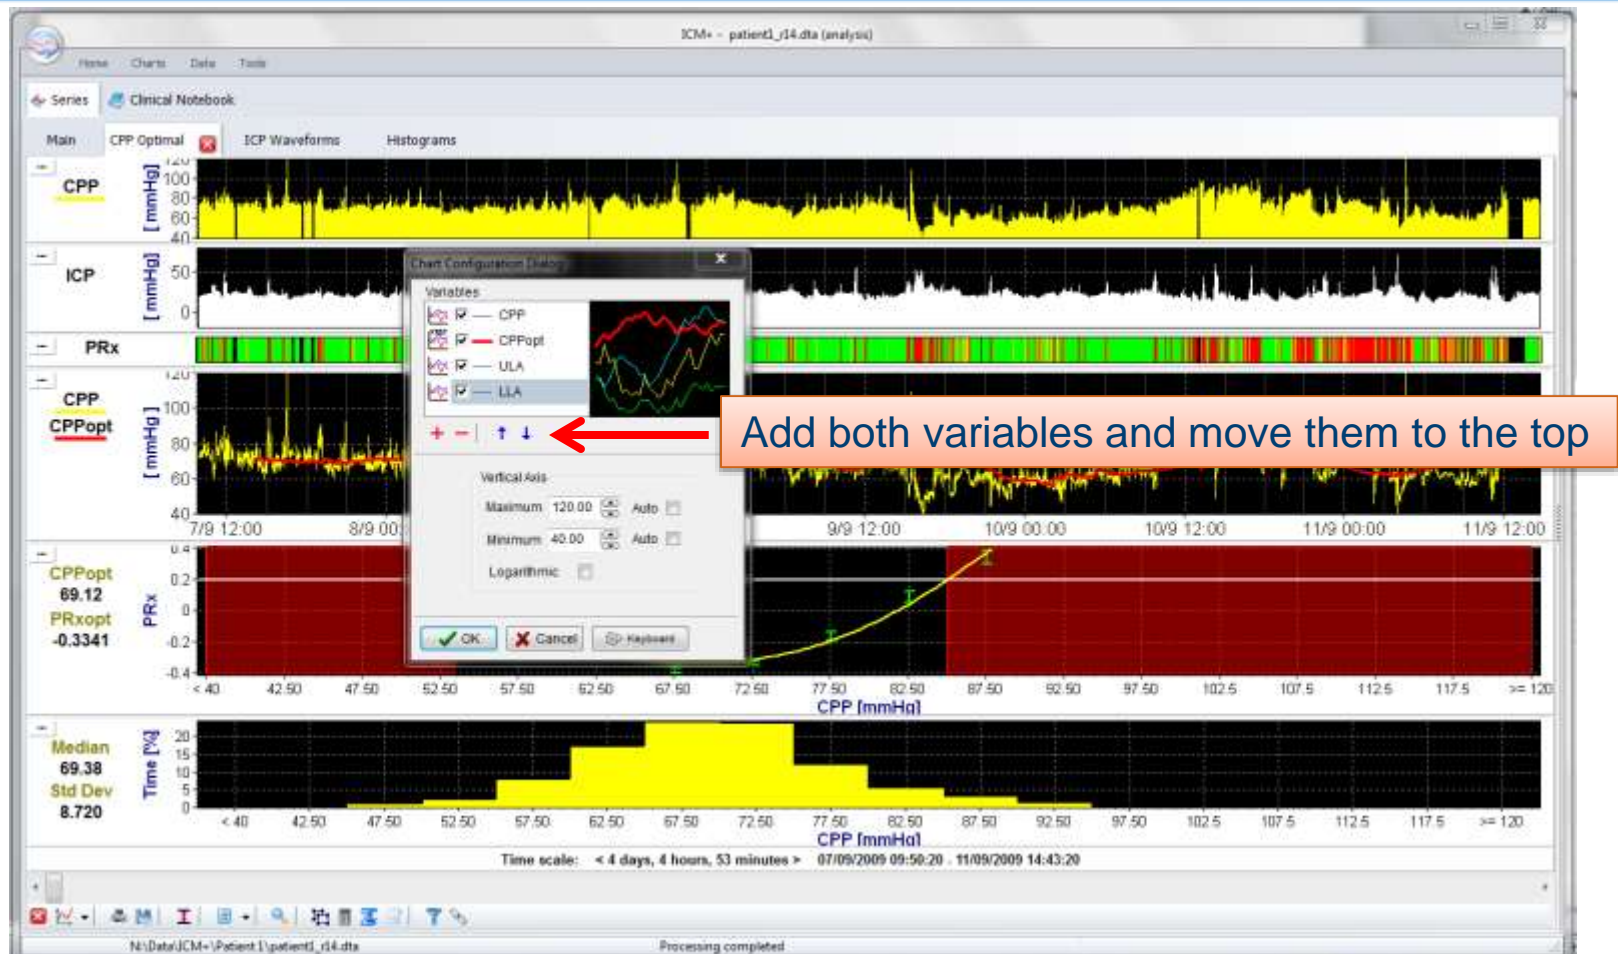 ICM+ - patient1_r14.dta (analysis)
Home Charts Data Tools
Series Clinical Notebook
Main CPP Optimal ICP Waveforms Histograms
CPP
[mmHg]
120
100
80
60
40
ICP
[mmHg]
50
0
PRx
CPP
CPPopt
[mmHg]
120
100
80
60
40
7/9 12:00 8/9 00: 9/9 12:00 10/9 00:00 10/9 12:00 11/9 00:00 11/9 12:00
Chart Configuration Dialog
Variables
CPP
CPPopt
ULA
LLA
Vertical Axis
Maximum 120.00 Auto
Minimum 40.00 Auto
Logarithmic
OK Cancel Keyboard
Add both variables and move them to the top
CPPopt
69.12
PRxopt
-0.3341
PRx
0.4
0.2
0
-0.2
-0.4
< 40 42.50 47.50 52.50 57.50 62.50 67.50 72.50 77.50 82.50 87.50 92.50 97.50 102.5 107.5 112.5 117.5 >= 120
CPP [mmHg]
Median
69.38
Std Dev
8.720
Time [%]
20
15
10
5
0
< 40 42.50 47.50 52.50 57.50 62.50 67.50 72.50 77.50 82.50 87.50 92.50 97.50 102.5 107.5 112.5 117.5 >= 120
CPP [mmHg]
Time scale: < 4 days, 4 hours, 53 minutes > 07/09/2009 09:50:20 - 11/09/2009 14:43:20
N:\Data\ICM+\Patient 1\patient1_r14.dta Processing completed